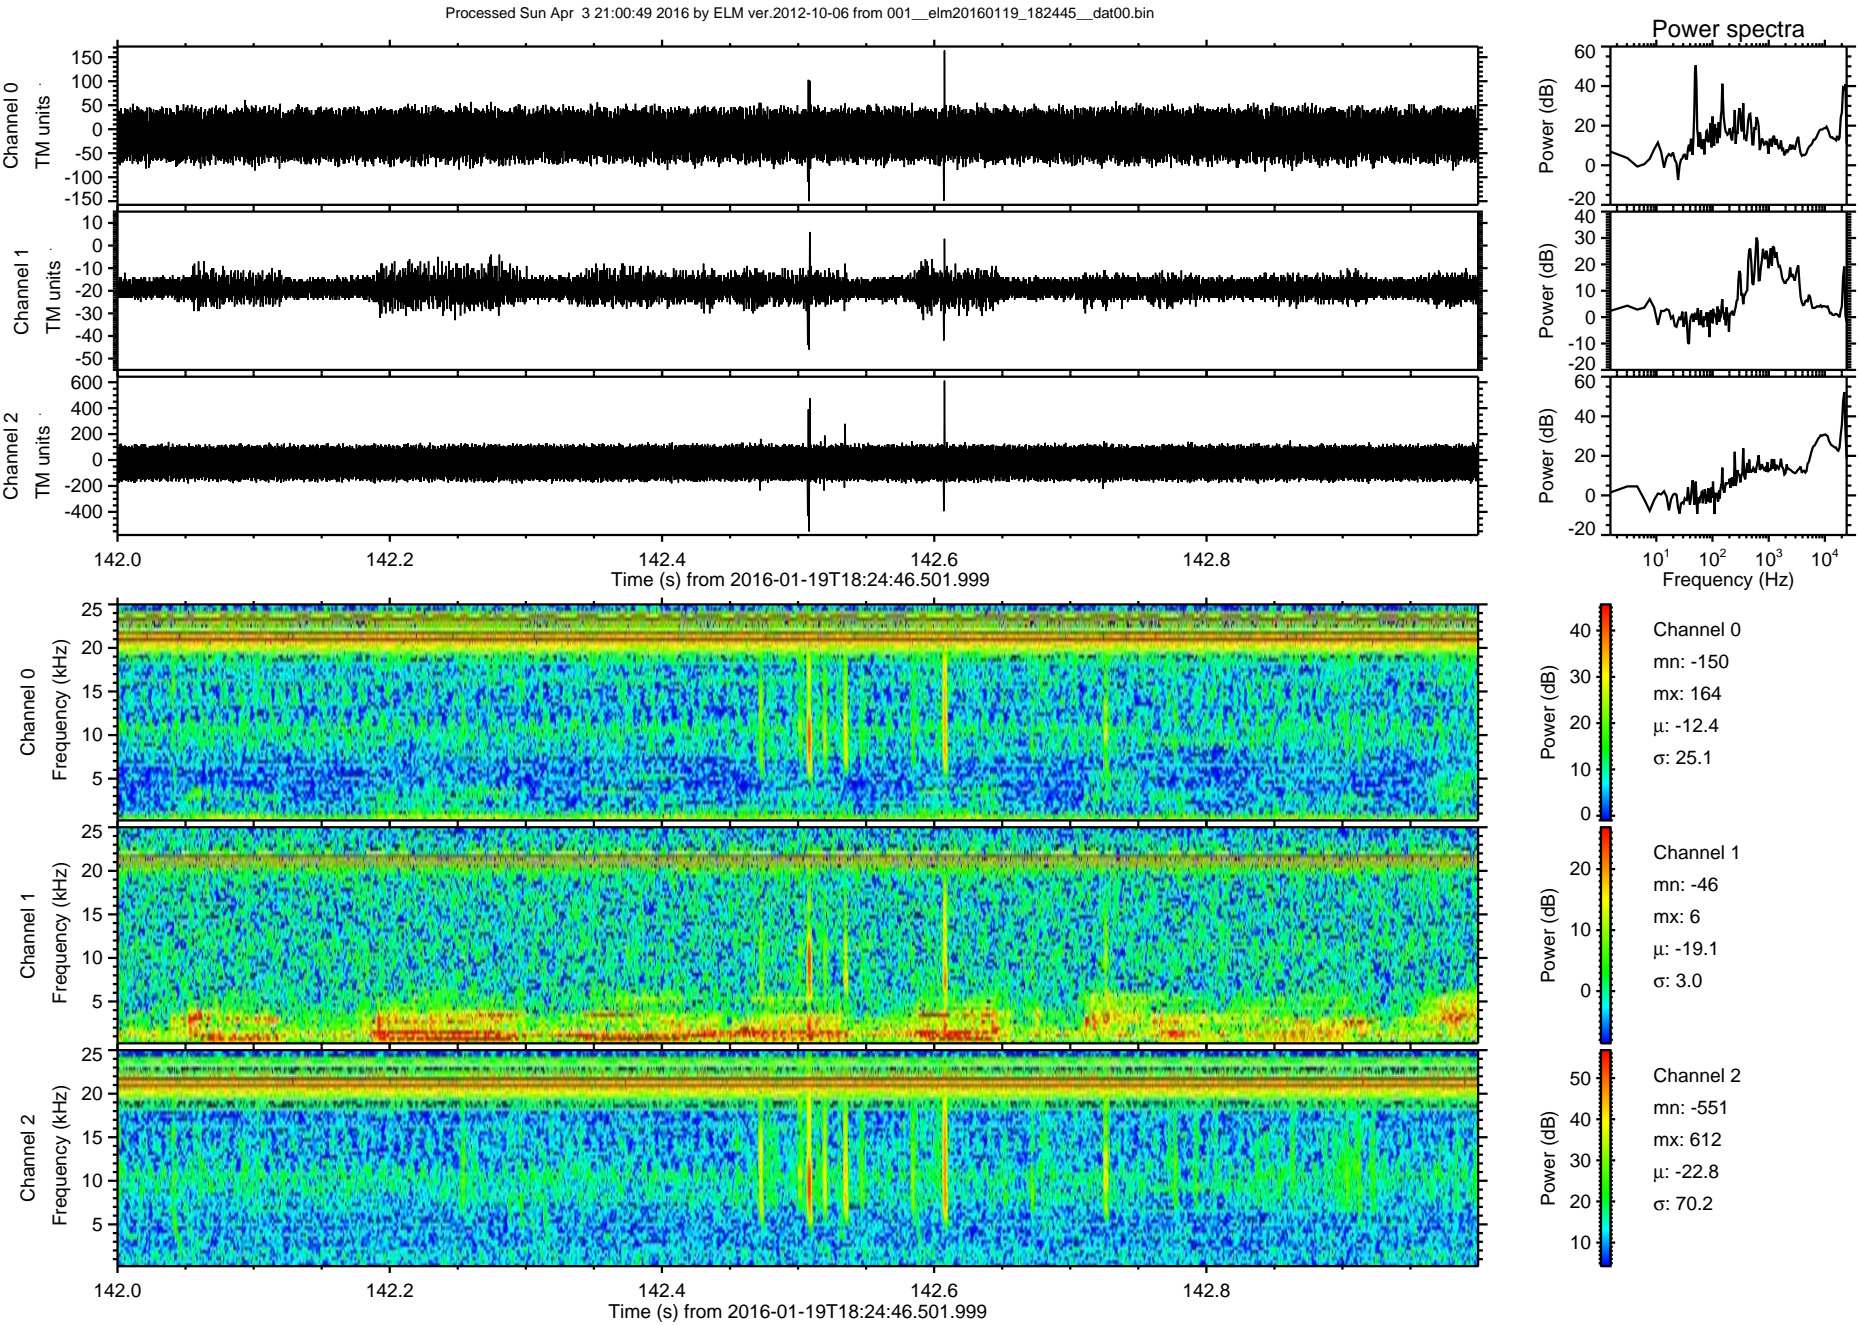 Processed Sun Apr  3 21:00:49 2016 by ELM ver.2012-10-06 from 001__elm20160119_182445__dat00.bin
Power spectra
Channel 0
TM units
150
100
50
0
-50
-100
-150
Power (dB)
60
40
20
0
-20
Channel 1
TM units
10
0
-10
-20
-30
-40
-50
Power (dB)
40
30
20
10
0
-10
-20
Channel 2
TM units
600
400
200
0
-200
-400
Power (dB)
60
40
20
0
-20
142.0 142.2 142.4 142.6 142.8
Time (s) from 2016-01-19T18:24:46.501.999
10^1 10^2 10^3 10^4
Frequency (Hz)
Channel 0
Frequency (kHz)
25
20
15
10
5
Power (dB)
40
30
20
10
0
Channel 0
mn: -150
mx: 164
μ: -12.4
σ: 25.1
Channel 1
Frequency (kHz)
25
20
15
10
5
Power (dB)
20
10
0
Channel 1
mn: -46
mx: 6
μ: -19.1
σ: 3.0
Channel 2
Frequency (kHz)
25
20
15
10
5
Power (dB)
50
40
30
20
10
Channel 2
mn: -551
mx: 612
μ: -22.8
σ: 70.2
142.0 142.2 142.4 142.6 142.8
Time (s) from 2016-01-19T18:24:46.501.999